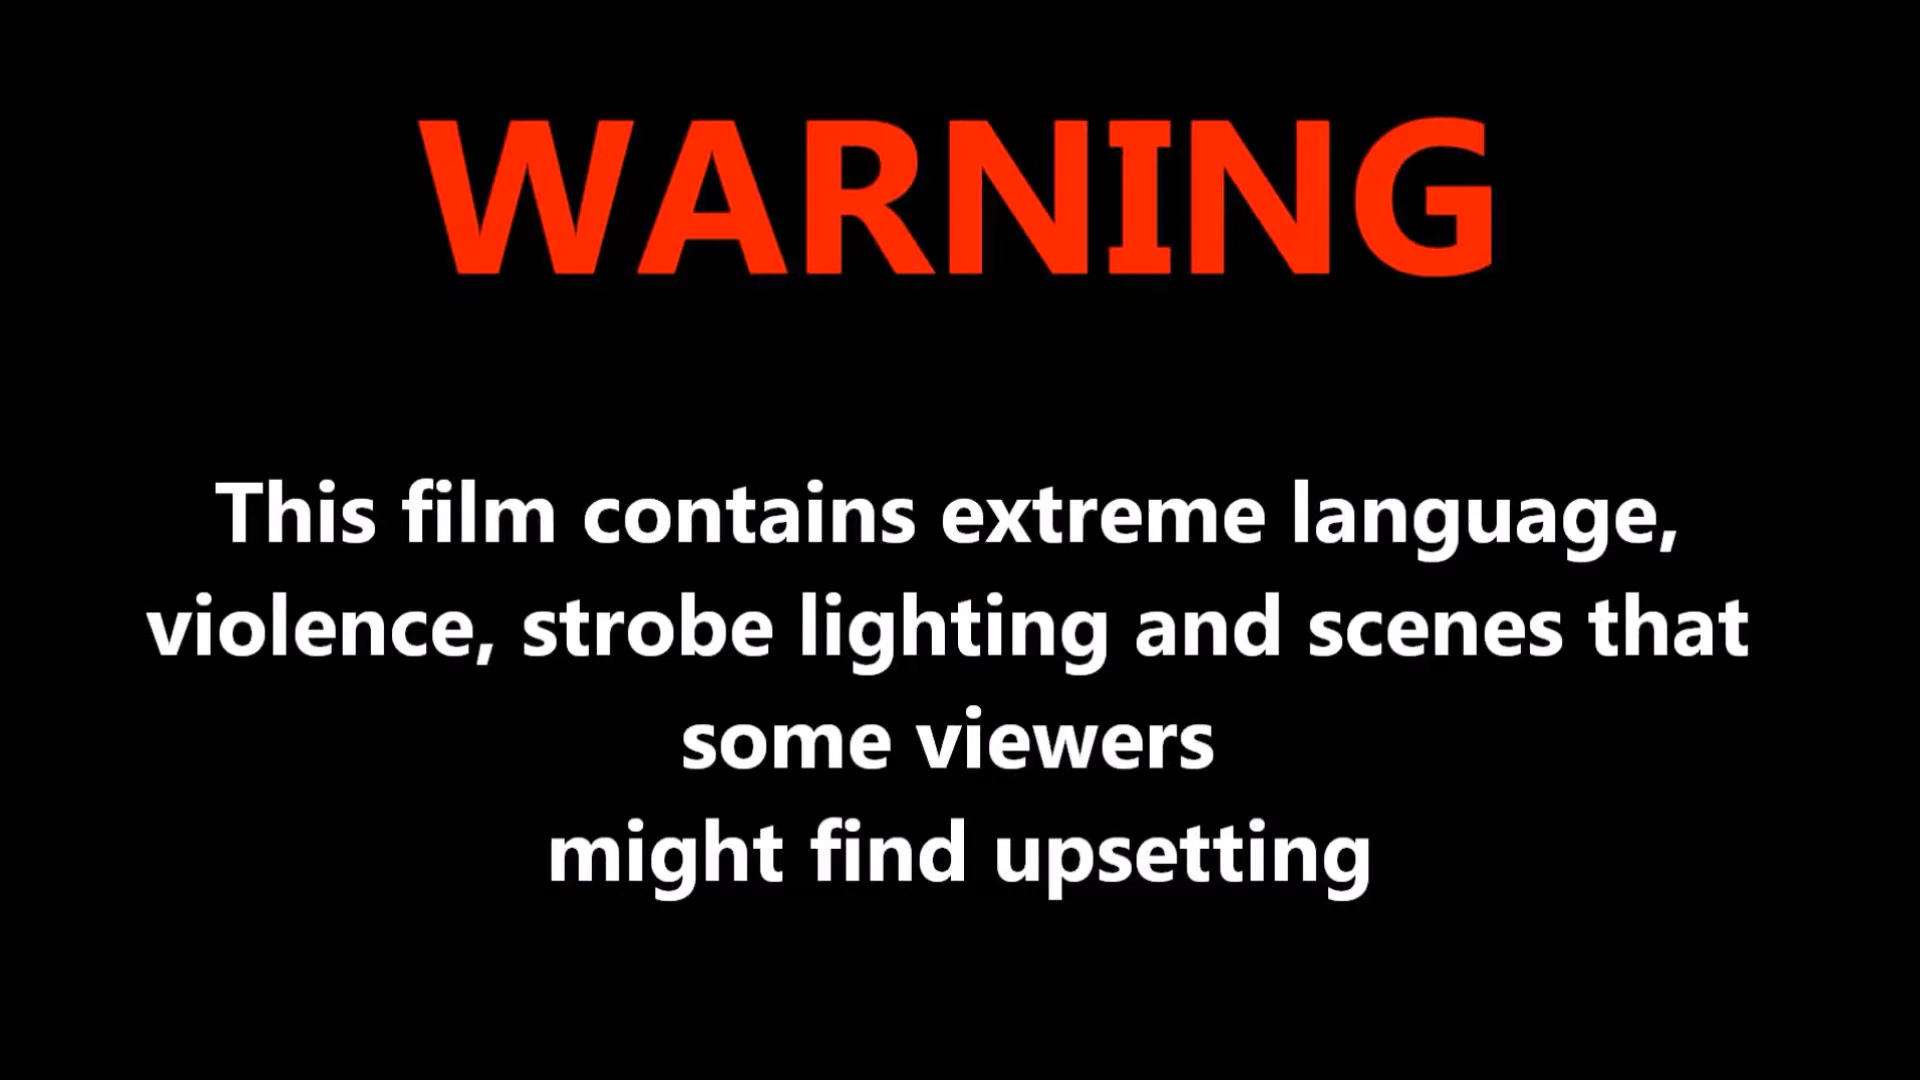 WARNING
This film contains extreme language,
violence, strobe lighting and scenes that
some viewers
might find upsetting